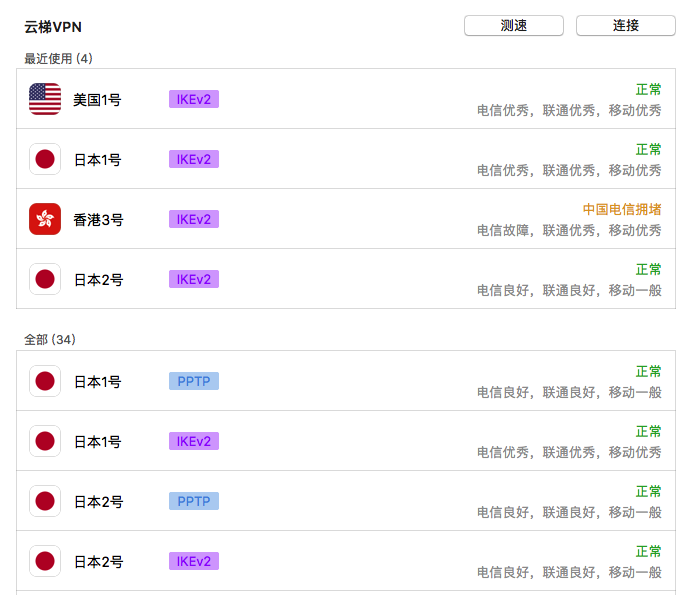 云梯VPN 测速 连接
最近使用 (4)
正常
美国1号 IKEv2
电信优秀，联通优秀，移动优秀
正常
日本1号 IKEv2
电信优秀，联通优秀，移动优秀
中国电信拥堵
香港3号 IKEv2
电信故障，联通优秀，移动优秀
正常
日本2号 IKEv2
电信良好，联通良好，移动一般
全部 (34)
正常
日本1号 PPTP
电信良好，联通良好，移动一般
正常
日本1号 IKEv2
电信优秀，联通优秀，移动优秀
正常
日本2号 PPTP
电信良好，联通良好，移动一般
正常
日本2号 IKEv2
电信良好，联通良好，移动一般